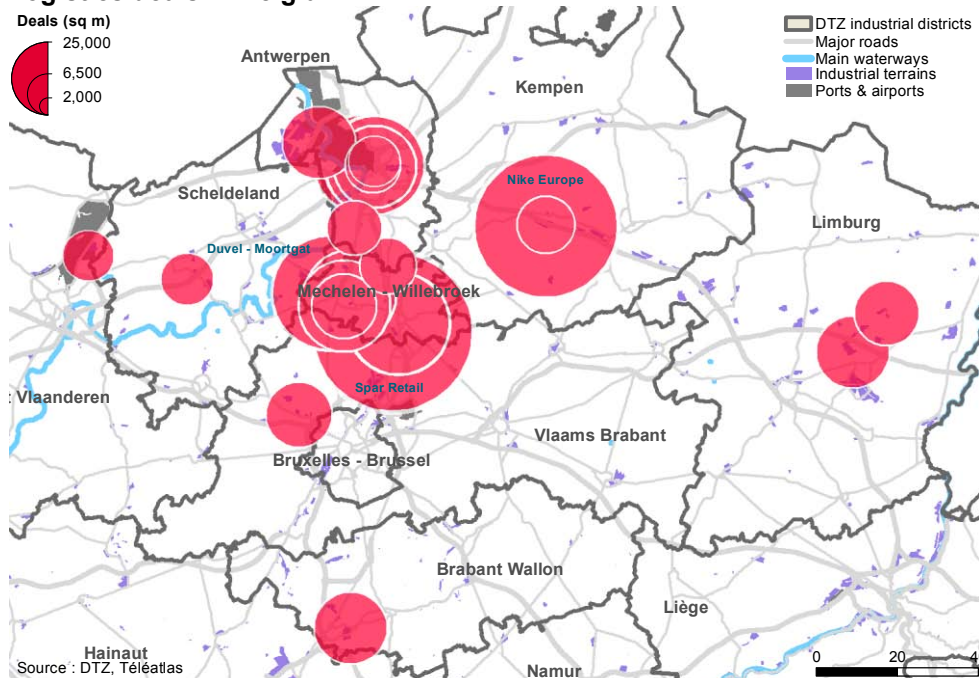 Deals (sq m)
25,000
6,500
2,000
DTZ industrial districts
Major roads
Main waterways
Industrial terrains
Ports & airports
Antwerpen
Kempen
Scheldeland
Nike Europe
Limburg
Duvel - Moortgat
Mechelen - Willebroek
Spar Retail
Vlaanderen
Vlaams Brabant
Bruxelles - Brussel
Brabant Wallon
Liège
Hainaut
Namur
Source : DTZ, Téléatlas
0
20